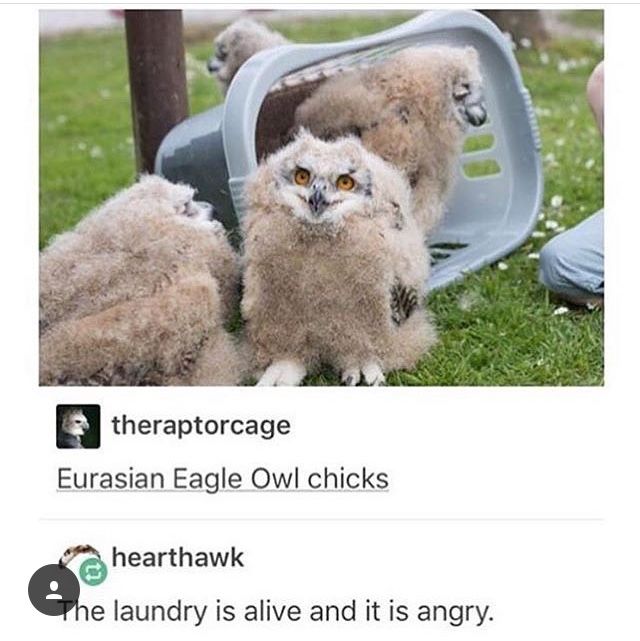 theraptorcage
Eurasian Eagle Owl chicks
hearthawk
The laundry is alive and it is angry.